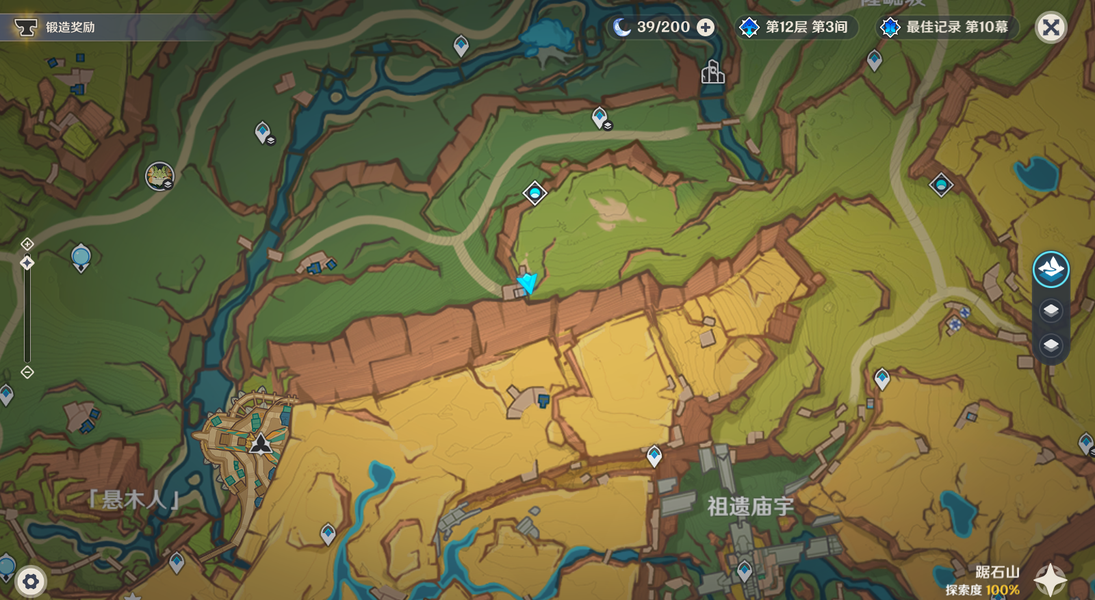 锻造奖励
39/200
第12层 第3间
最佳记录 第10幕
「悬木人」
祖遗庙宇
踞石山
探索度 100%